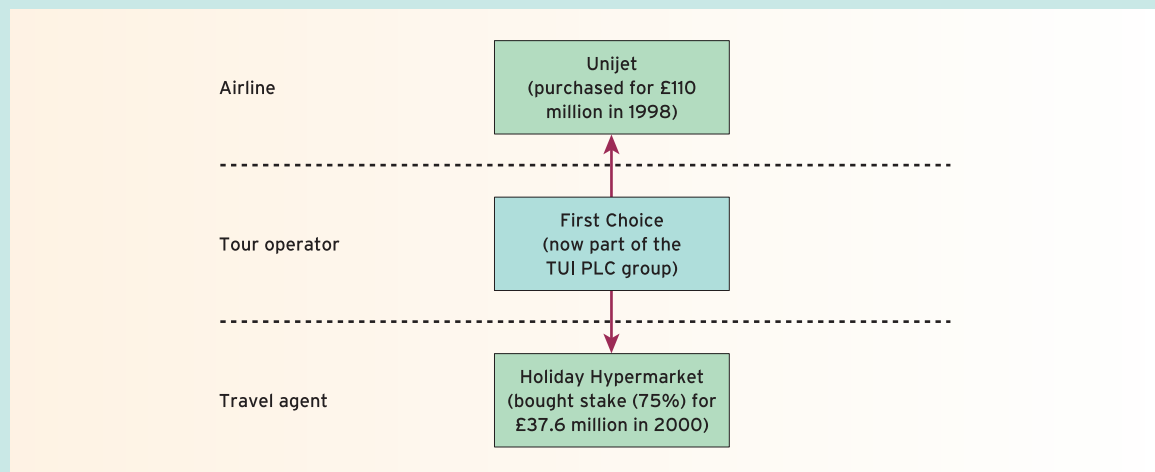 Airline
Unijet
(purchased for £110
million in 1998)
Tour operator
First Choice
(now part of the
TUI PLC group)
Travel agent
Holiday Hypermarket
(bought stake (75%) for
£37.6 million in 2000)